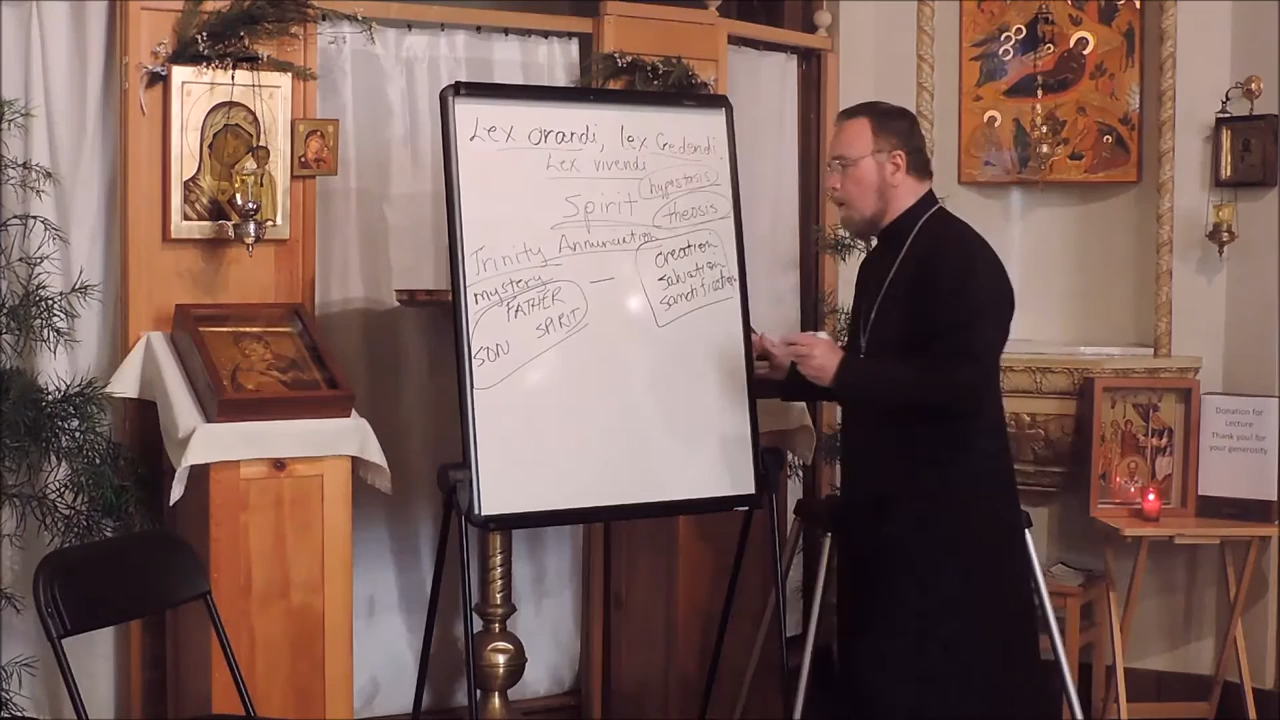 Lex orandi, lex Credendi.
Lex vivendi
hypostasis
Spirit
theosis
Trinity Annunciation
mystery
FATHER
SPIRIT
SON
creation
salvation
sanctification
Donation for
Lecture
Thank you! for
your generosity